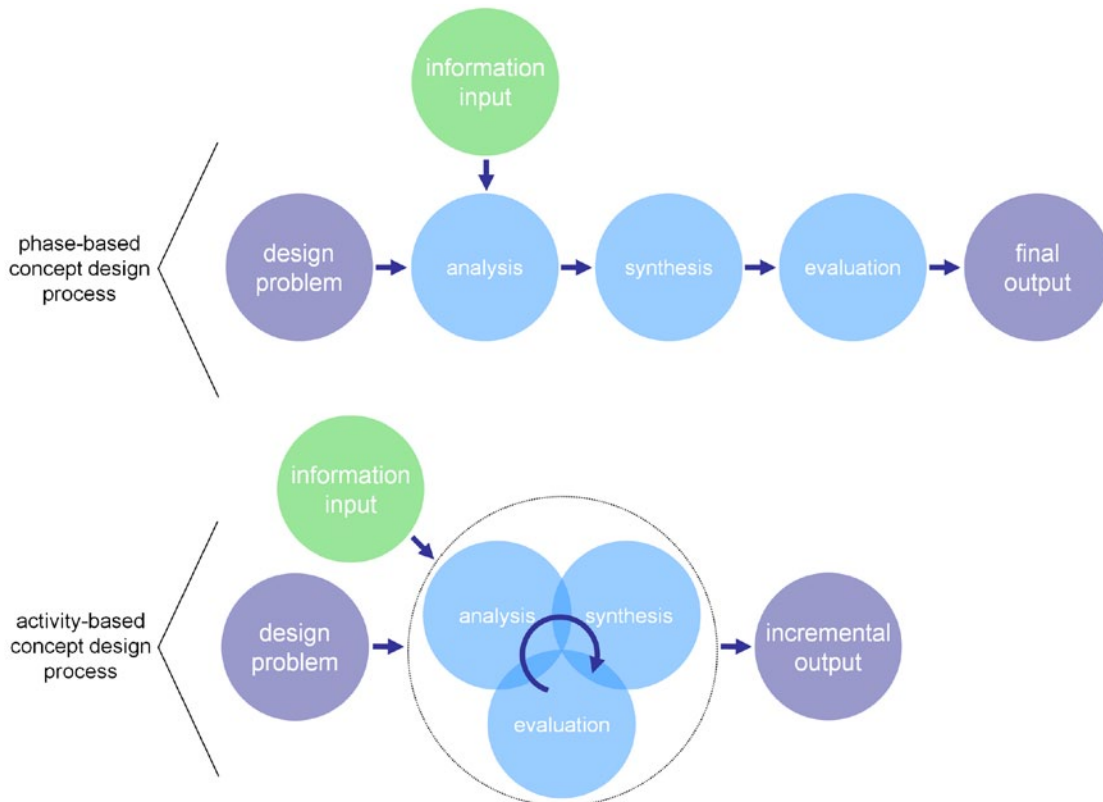 information
input
phase-based
concept design
process
design
problem
analysis
synthesis
evaluation
final
output
information
input
activity-based
concept design
process
design
problem
analysis
synthesis
evaluation
incremental
output